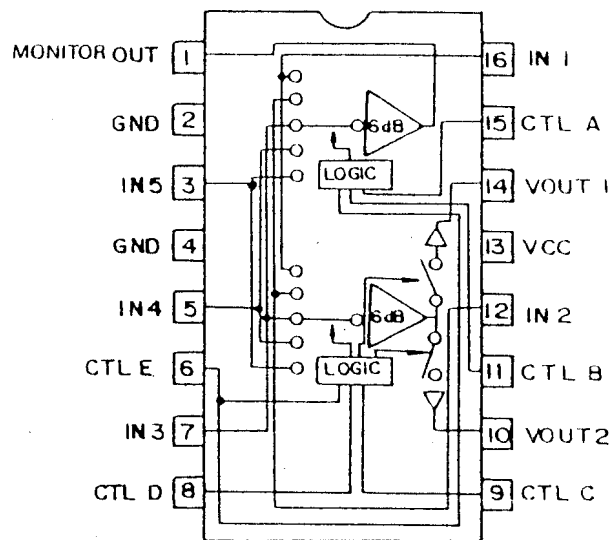 MONITOR OUT 1
16 IN 1
GND 2
6dB
15 CTL A
IN5 3
LOGIC
14 VOUT 1
GND 4
13 VCC
IN4 5
6dB
12 IN 2
CTL E 6
LOGIC
11 CTL B
IN3 7
10 VOUT2
CTL D 8
9 CTL C